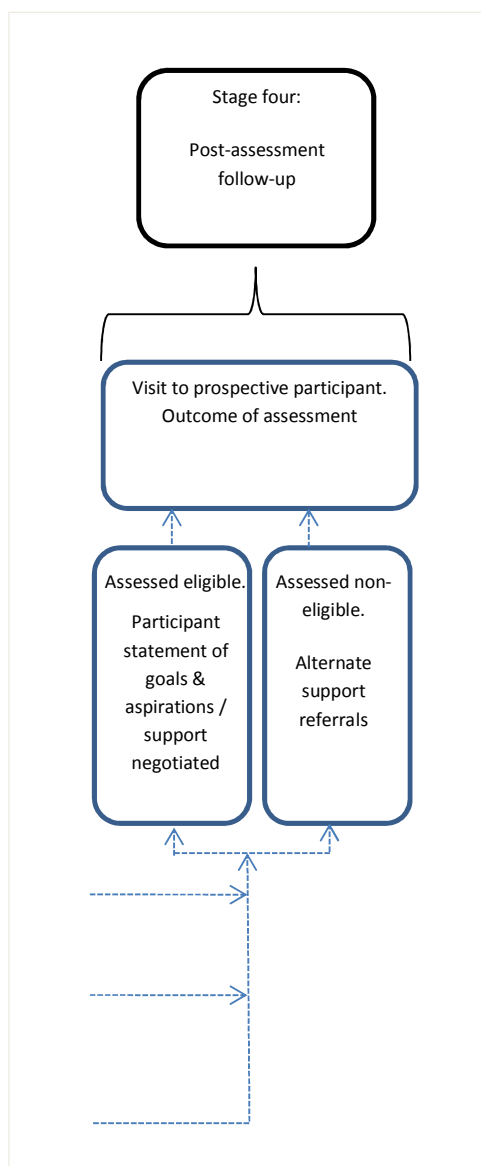 Stage four:
Post-assessment
follow-up
Visit to prospective participant.
Outcome of assessment
Assessed eligible.
Participant
statement of
goals &
aspirations /
support
negotiated
Assessed non-
eligible.
Alternate
support
referrals